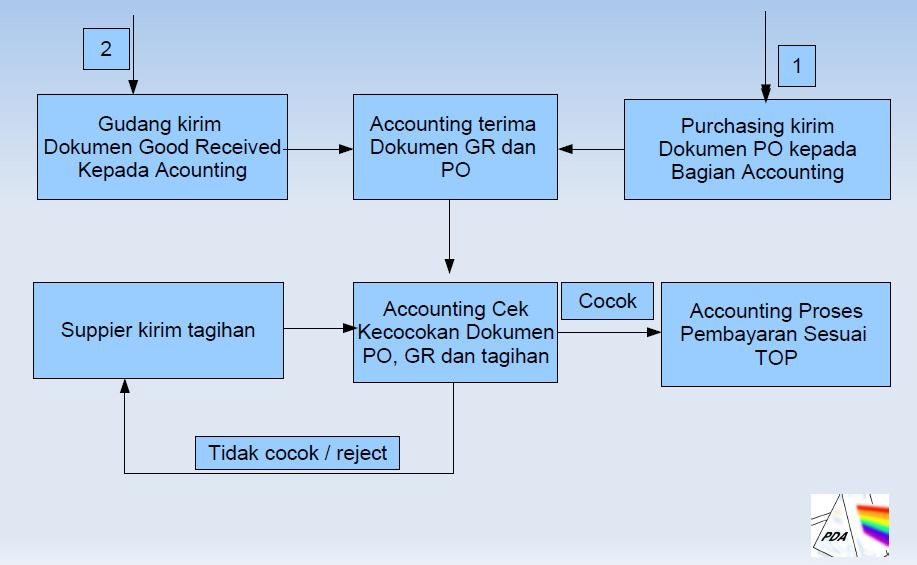 2
1
Gudang kirim
Dokumen Good Received
Kepada Acounting
Accounting terima
Dokumen GR dan
PO
Purchasing kirim
Dokumen PO kepada
Bagian Accounting
Suppier kirim tagihan
Accounting Cek
Kecocokan Dokumen
PO, GR dan tagihan
Cocok
Accounting Proses
Pembayaran Sesuai
TOP
Tidak cocok / reject
PDA